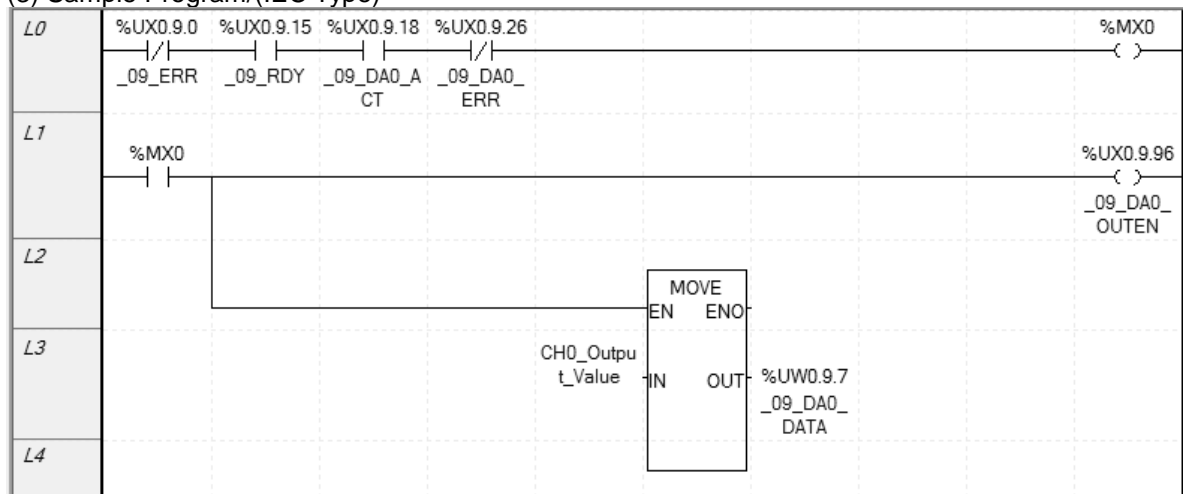 (3) Sample Program/(IEC Type)
L0 %UX0.9.0 %UX0.9.15 %UX0.9.18 %UX0.9.26 %MX0
_09_ERR _09_RDY _09_DA0_A _09_DA0_
CT ERR
L1
%MX0 %UX0.9.96
_09_DA0_
OUTEN
L2
MOVE
EN ENO
L3 CH0_Outpu
t_Value IN OUT %UW0.9.7
_09_DA0_
DATA
L4